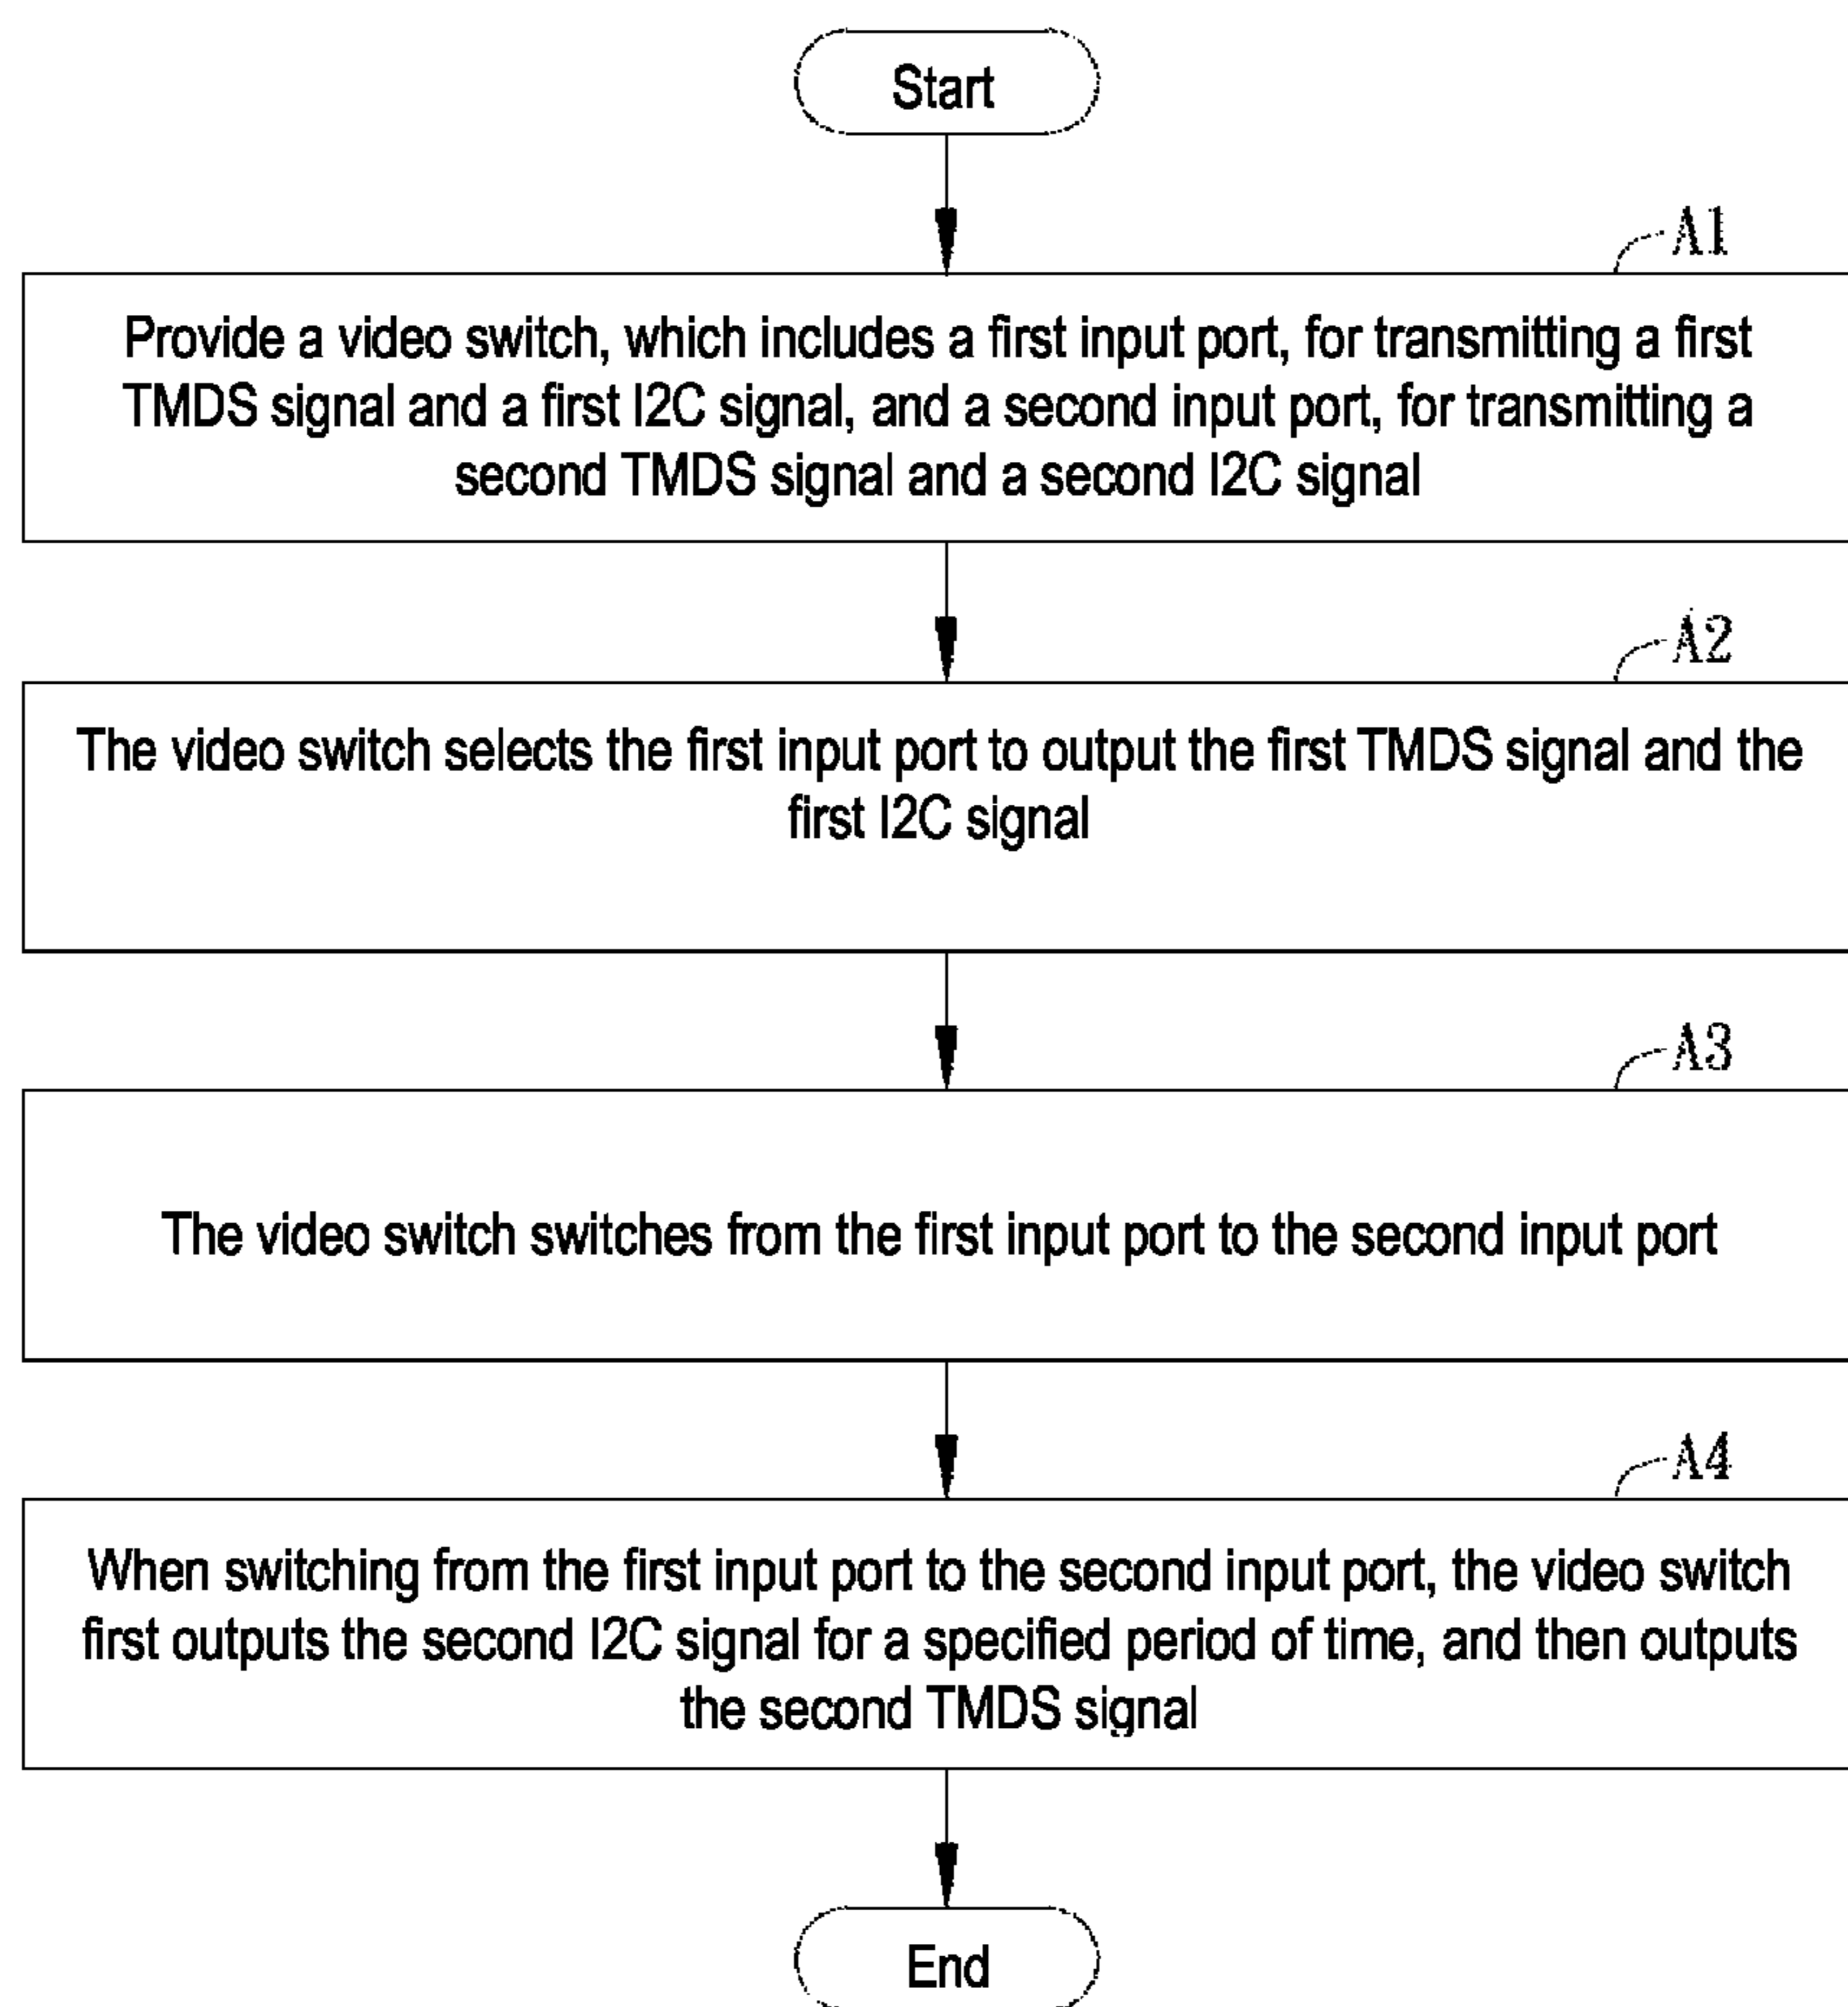 Start
A1
Provide a video switch, which includes a first input port, for transmitting a first
TMDS signal and a first I2C signal, and a second input port, for transmitting a
second TMDS signal and a second I2C signal
A2
The video switch selects the first input port to output the first TMDS signal and the
first I2C signal
A3
The video switch switches from the first input port to the second input port
A4
When switching from the first input port to the second input port, the video switch
first outputs the second I2C signal for a specified period of time, and then outputs
the second TMDS signal
End